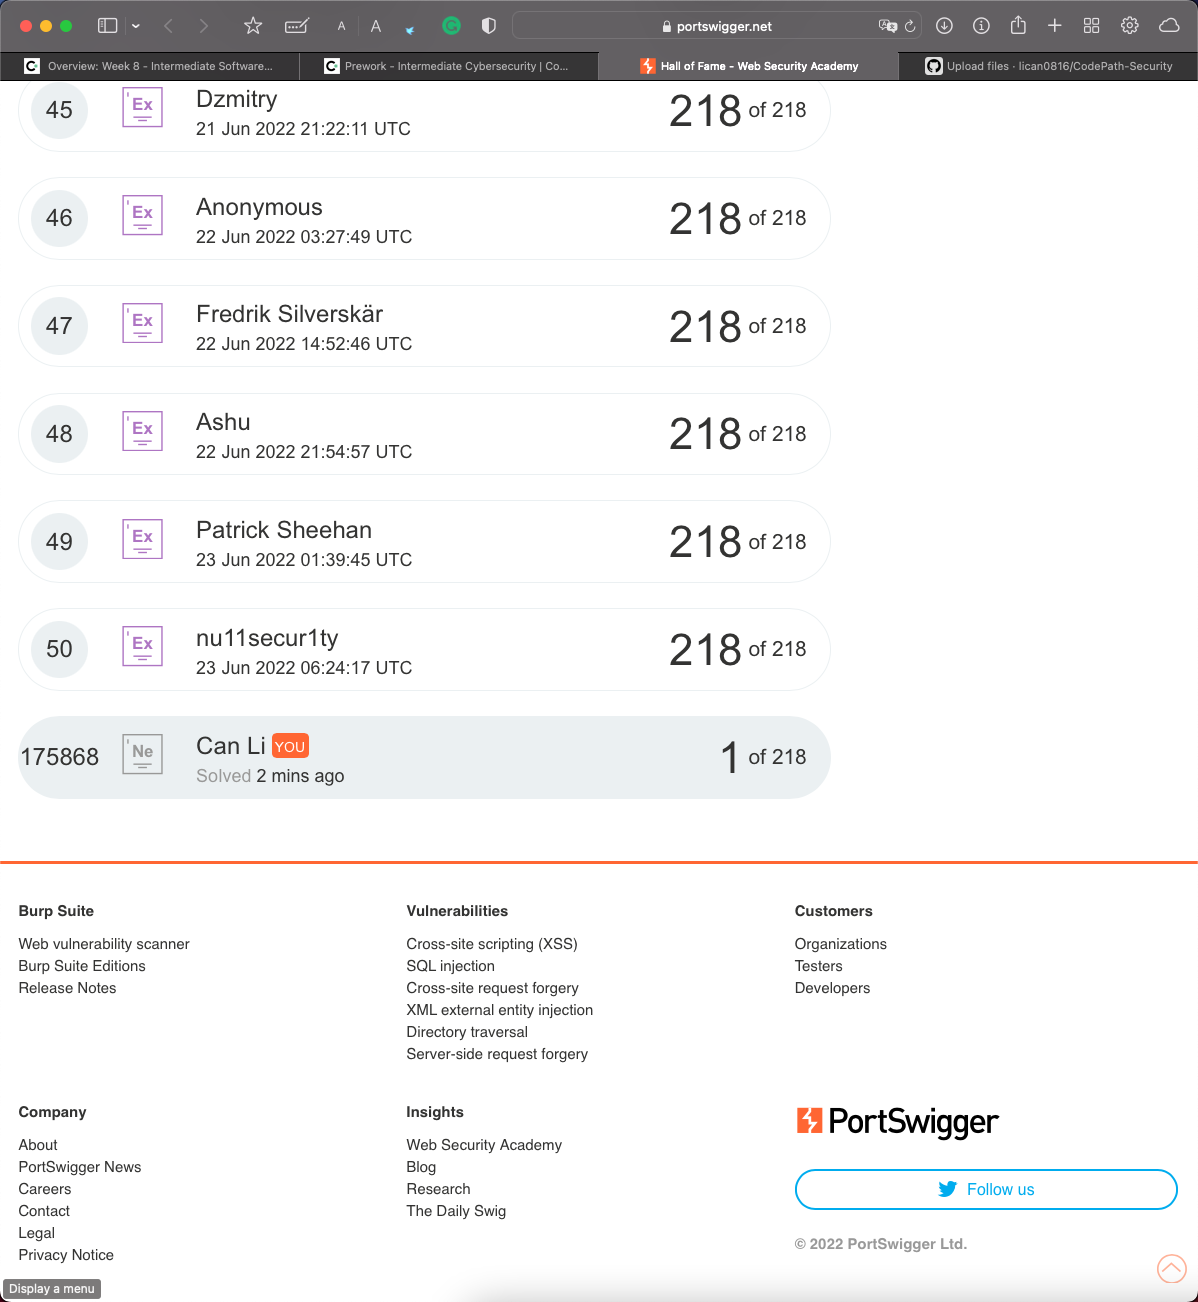 A A portswigger.net
Overview: Week 8 - Intermediate Software...
Prework - Intermediate Cybersecurity | Co...
Hall of Fame - Web Security Academy
Upload files · lican0816/CodePath-Security
45 Ex Dzmitry 218 of 218
21 Jun 2022 21:22:11 UTC
46 Ex Anonymous 218 of 218
22 Jun 2022 03:27:49 UTC
47 Ex Fredrik Silverskär 218 of 218
22 Jun 2022 14:52:46 UTC
48 Ex Ashu 218 of 218
22 Jun 2022 21:54:57 UTC
49 Ex Patrick Sheehan 218 of 218
23 Jun 2022 01:39:45 UTC
50 Ex nu11secur1ty 218 of 218
23 Jun 2022 06:24:17 UTC
175868 Ne Can Li YOU 1 of 218
Solved 2 mins ago
Burp Suite
Web vulnerability scanner
Burp Suite Editions
Release Notes
Vulnerabilities
Cross-site scripting (XSS)
SQL injection
Cross-site request forgery
XML external entity injection
Directory traversal
Server-side request forgery
Customers
Organizations
Testers
Developers
Company
About
PortSwigger News
Careers
Contact
Legal
Privacy Notice
Insights
Web Security Academy
Blog
Research
The Daily Swig
PortSwigger
Follow us
© 2022 PortSwigger Ltd.
Display a menu